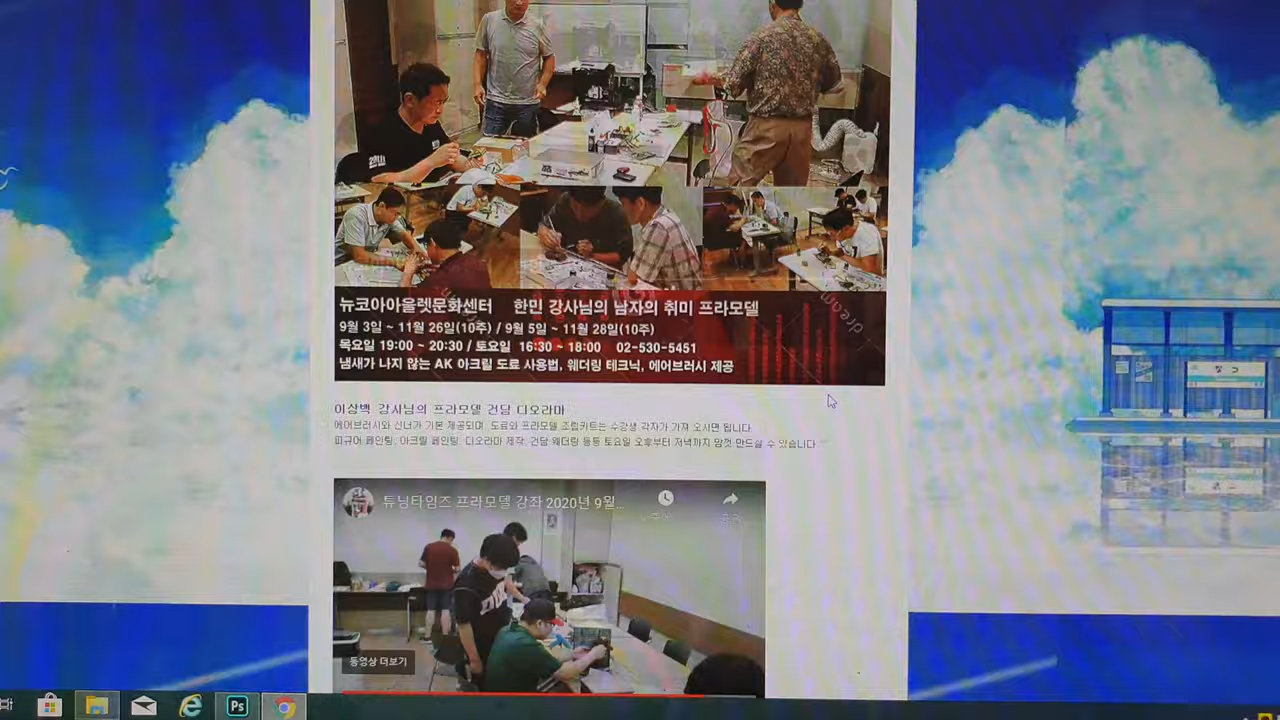 뉴코아아울렛문화센터 한민 강사님의 남자의 취미 프라모델
9월 3일 ~ 11월 26일(10주) / 9월 5일 ~ 11월 28일(10주)
목요일 19:00 ~ 20:30 / 토요일 16:30 ~ 18:00 02-530-5451
냄새가 나지 않는 AK 아크릴 도료 사용법, 웨더링 테크닉, 에어브러시 제공
이상백 강사님의 프라모델 건담 디오라마
에어브러시와 신너가 기본 제공되며 도료와 프라모델 조립키트는 수강생 각자가 가져 오시면 됩니다
피규어 페인팅, 아크릴 페인팅 디오라마 제작, 건담 웨더링 등등 토요일 오후부터 저녁까지 맘껏 만드실 수 있습니다
튜닝타임즈 프라모델 강좌 2020년 9월...
동영상 더보기
Ps